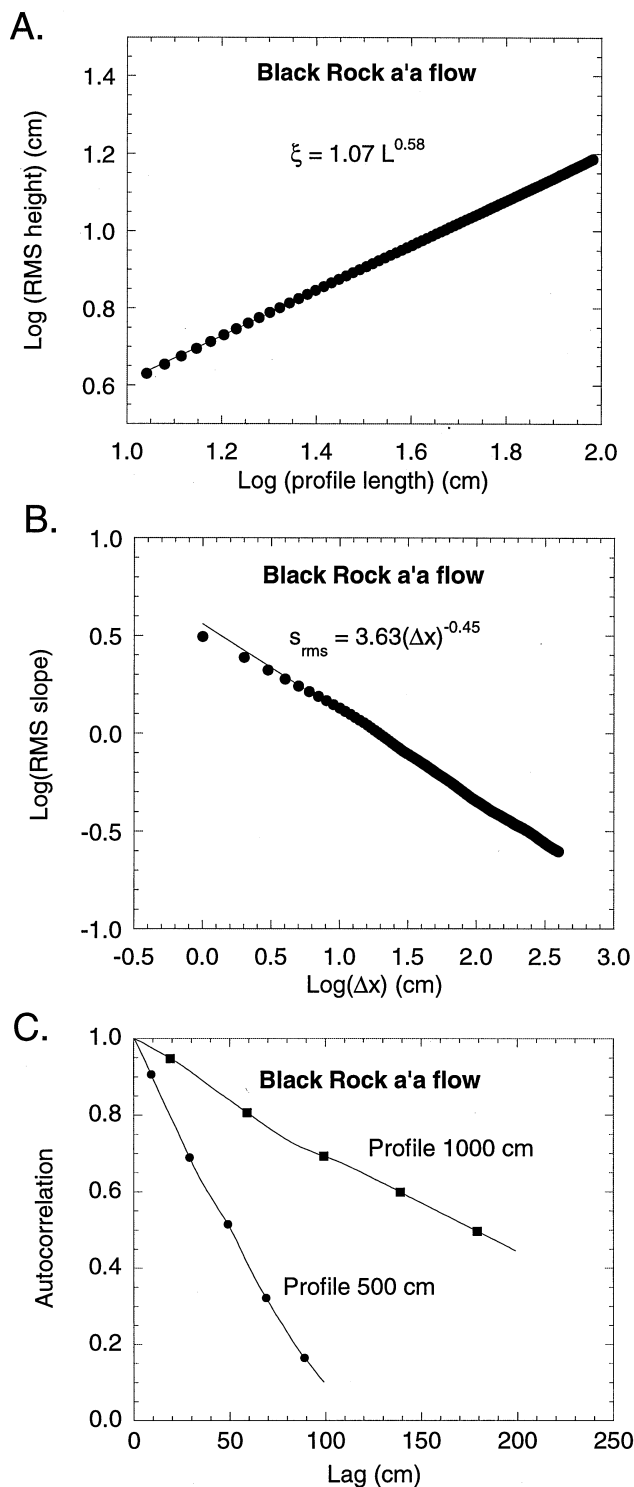 A.
Black Rock a'a flow
ξ = 1.07 L^0.58
Log (RMS height) (cm)
1.4
1.2
1.0
0.8
0.6
1.0 1.2 1.4 1.6 1.8 2.0
Log (profile length) (cm)
B.
Black Rock a'a flow
s_rms = 3.63(Δx)^-0.45
Log(RMS slope)
1.0
0.5
0.0
-0.5
-1.0
-0.5 0.0 0.5 1.0 1.5 2.0 2.5 3.0
Log(Δx) (cm)
C.
Black Rock a'a flow
Profile 1000 cm
Profile 500 cm
Autocorrelation
1.0
0.8
0.6
0.4
0.2
0.0
0 50 100 150 200 250
Lag (cm)